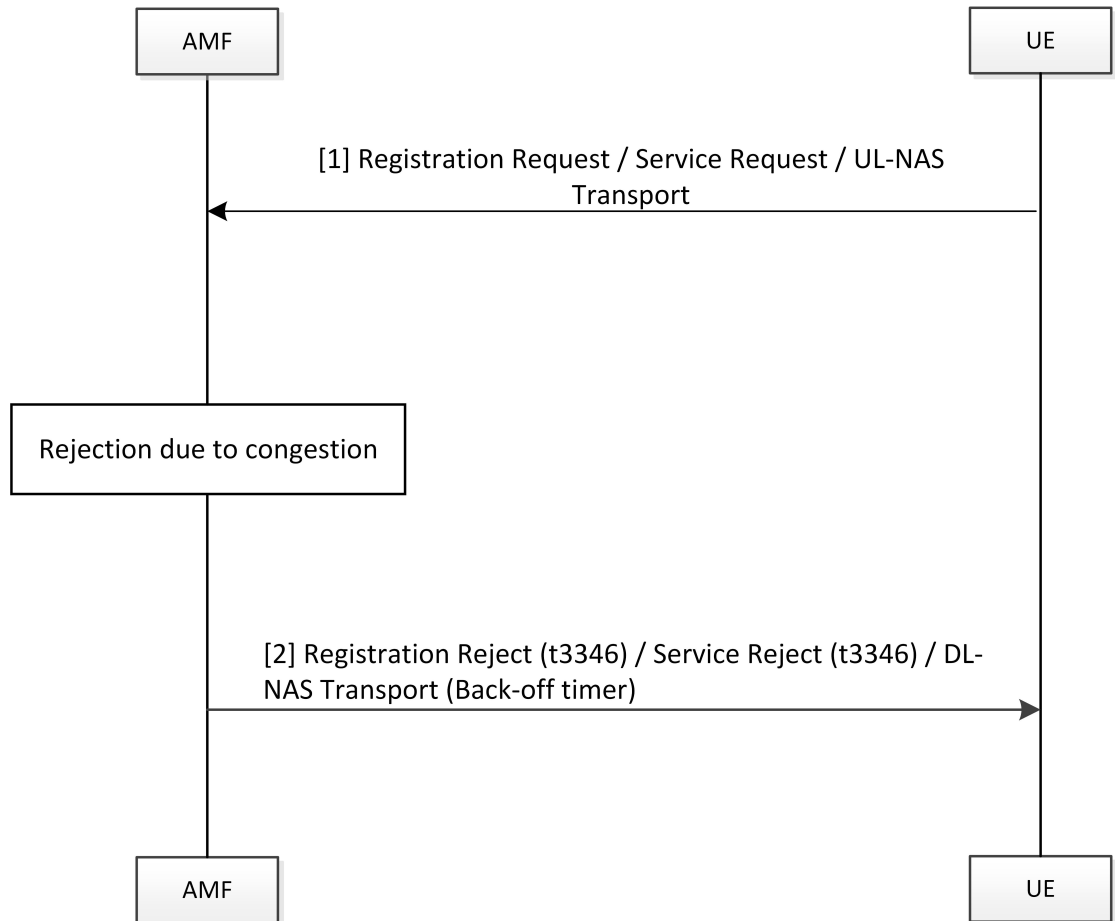 AMF
UE
[1] Registration Request / Service Request / UL-NAS
Transport
Rejection due to congestion
[2] Registration Reject (t3346) / Service Reject (t3346) / DL-
NAS Transport (Back-off timer)
AMF
UE